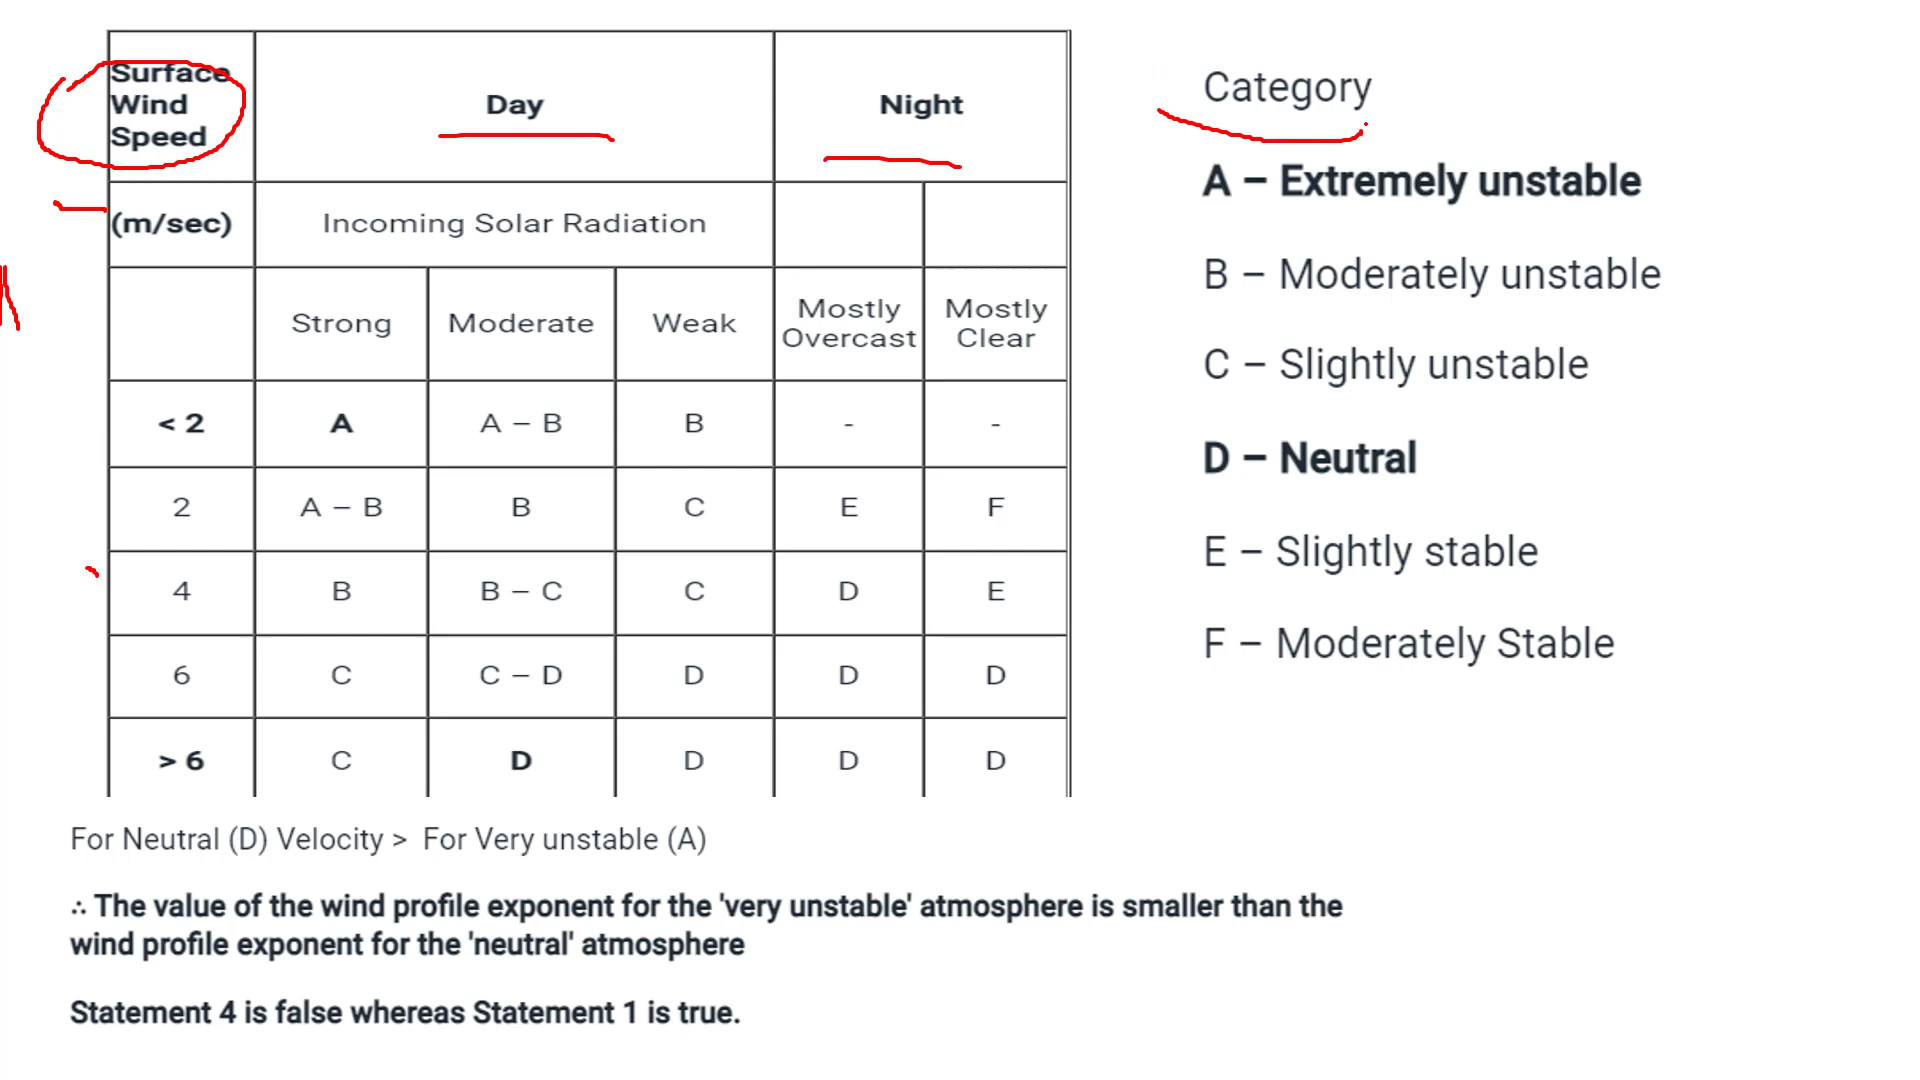 Surface
Wind
Speed
Day
Night
(m/sec)
Incoming Solar Radiation
Strong
Moderate
Weak
Mostly
Overcast
Mostly
Clear
< 2
A
A – B
B
-
-
2
A – B
B
C
E
F
4
B
B – C
C
D
E
6
C
C – D
D
D
D
> 6
C
D
D
D
D
Category
A – Extremely unstable
B – Moderately unstable
C – Slightly unstable
D – Neutral
E – Slightly stable
F – Moderately Stable
For Neutral (D) Velocity > For Very unstable (A)
∴ The value of the wind profile exponent for the 'very unstable' atmosphere is smaller than the
wind profile exponent for the 'neutral' atmosphere
Statement 4 is false whereas Statement 1 is true.